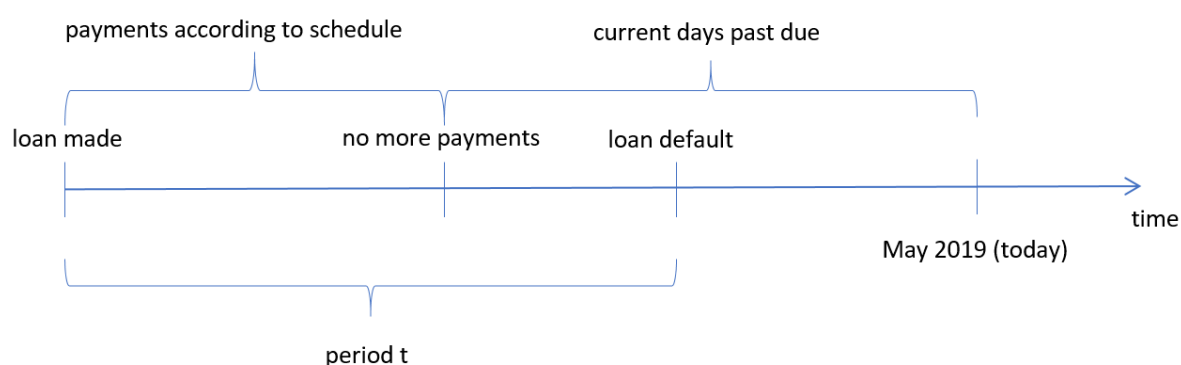 payments according to schedule
current days past due
loan made
no more payments
loan default
time
May 2019 (today)
period t